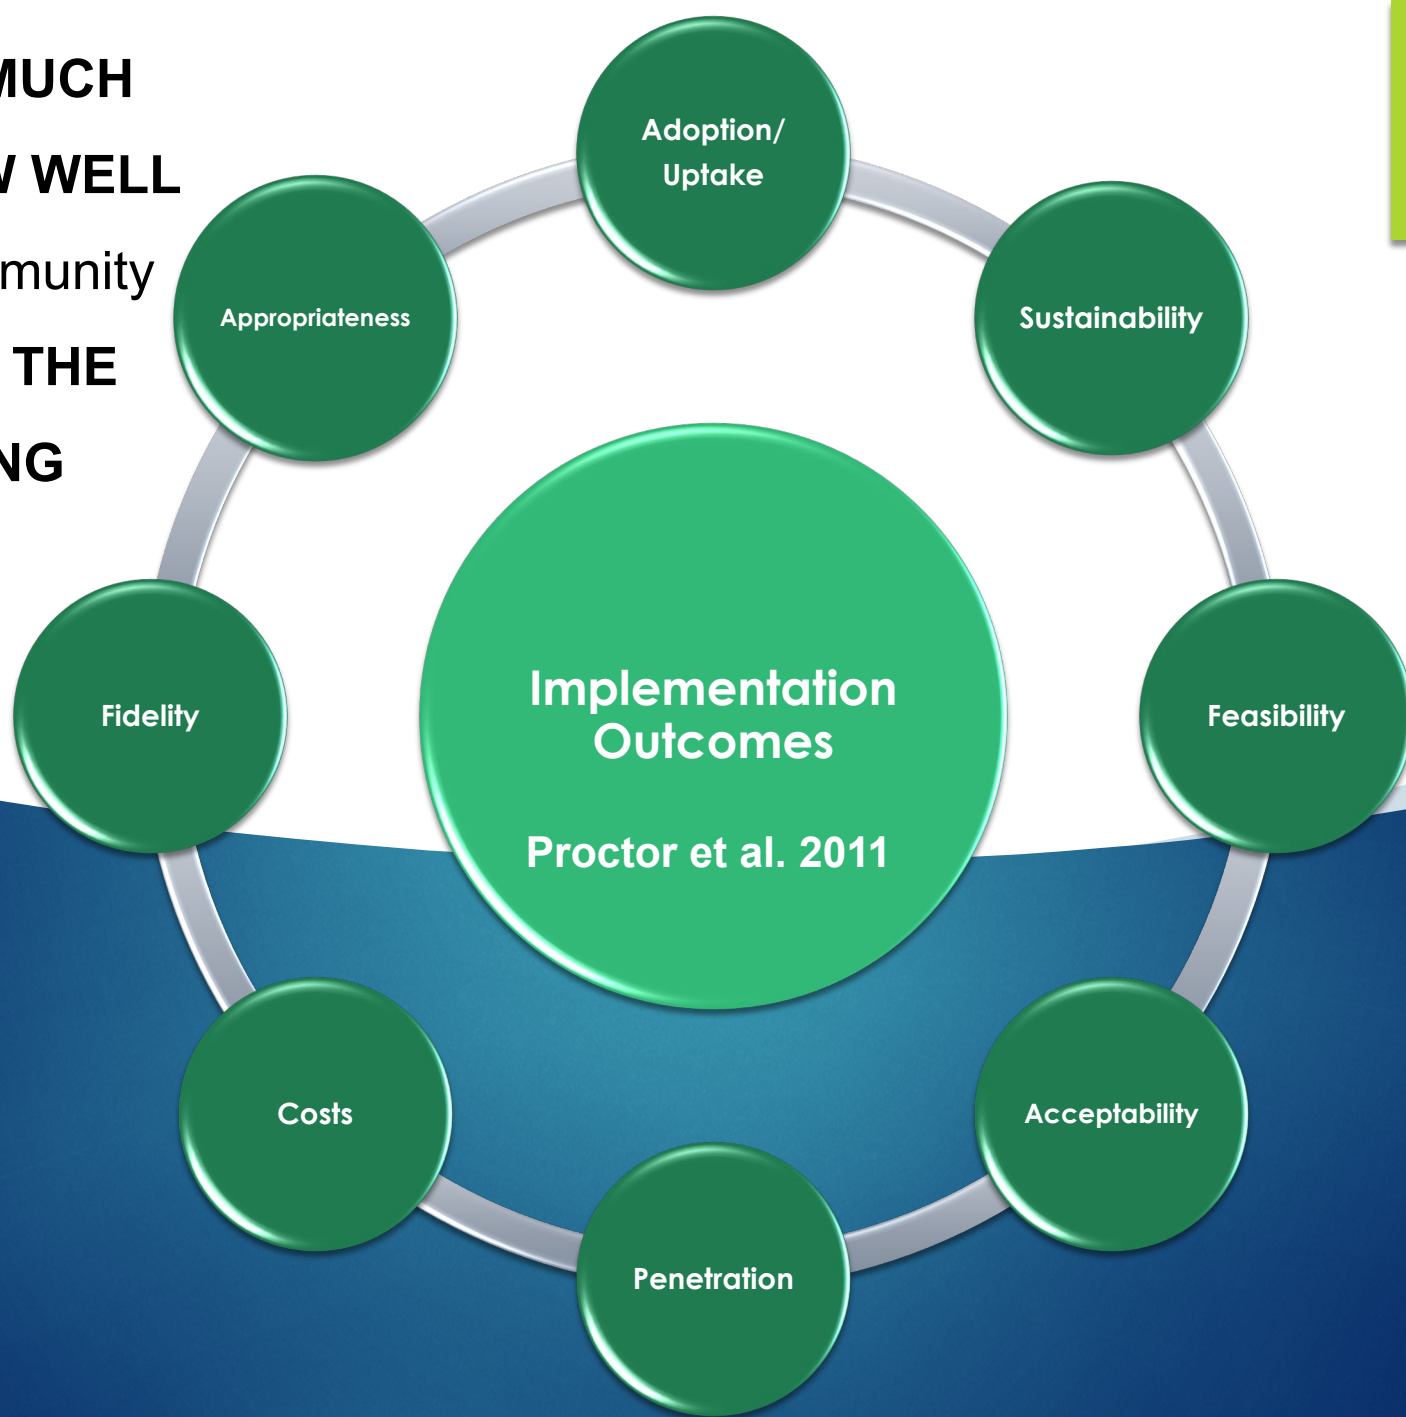 MUCH
W WELL
mmunity
THE
NG
Adoption/
Uptake
Sustainability
Feasibility
Acceptability
Penetration
Costs
Fidelity
Appropriateness
Implementation
Outcomes
Proctor et al. 2011